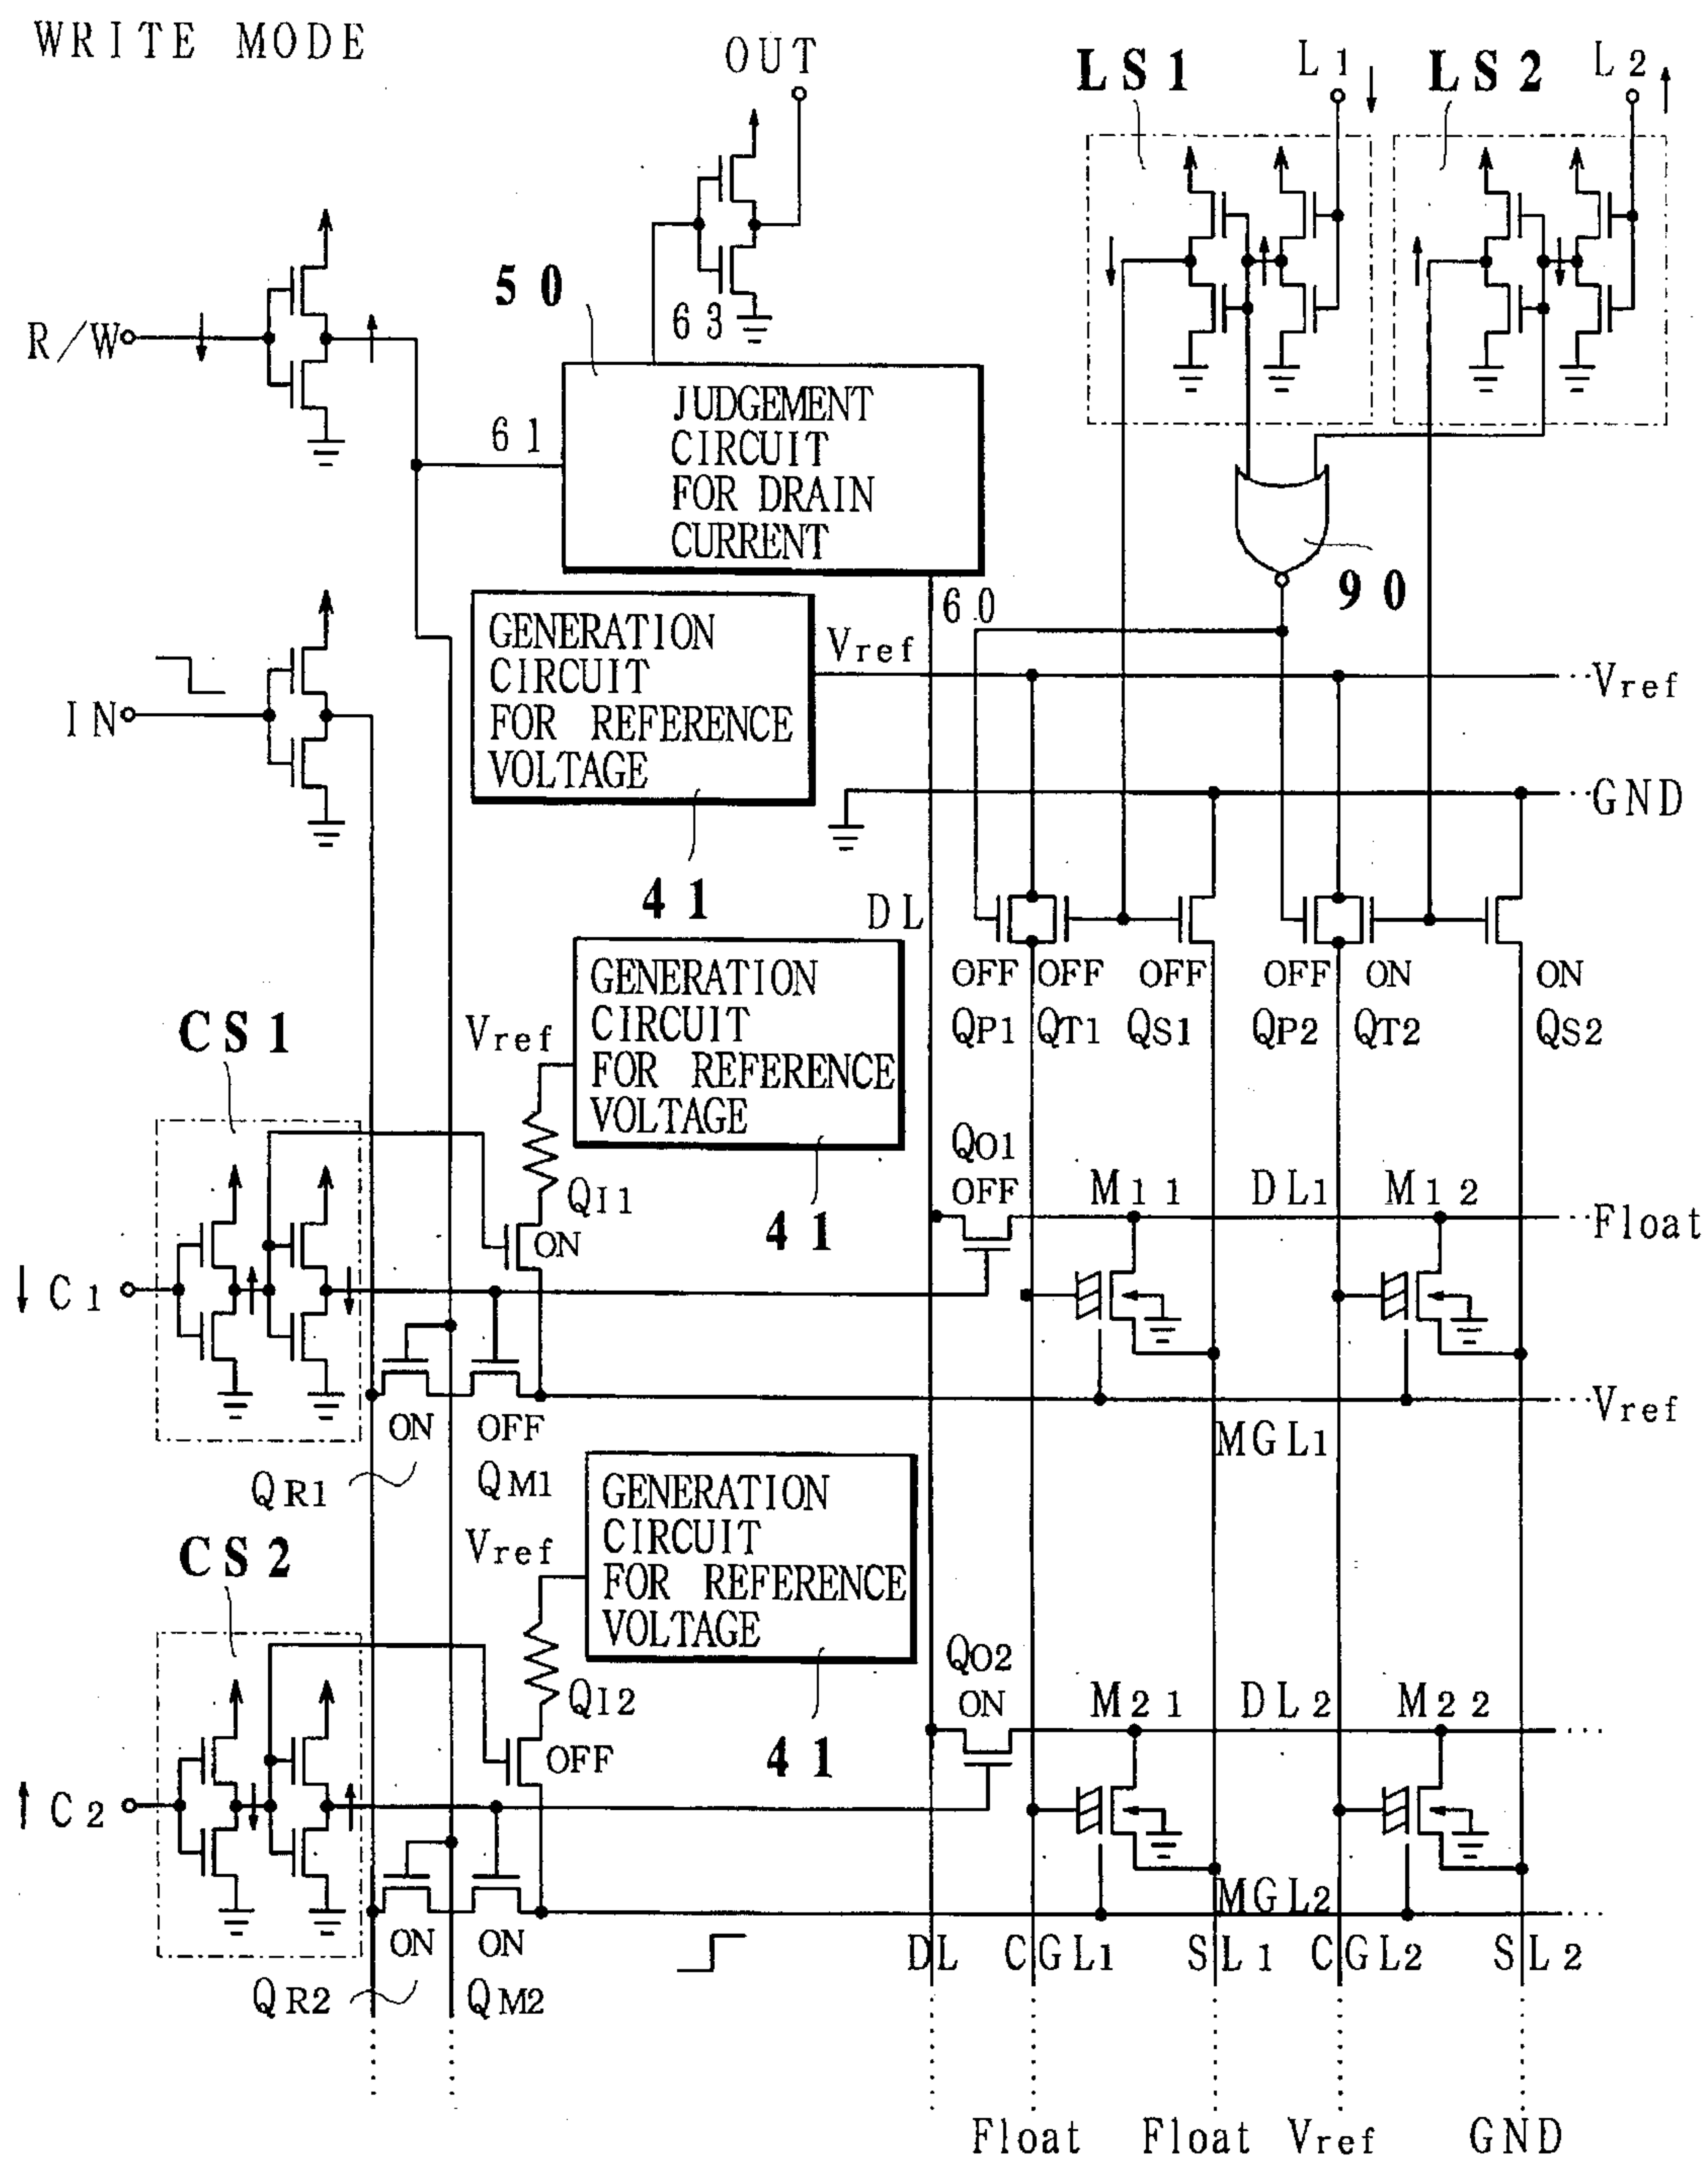 WRITE MODE
OUT
LS1
L1
LS2
L2
R/W
50
63
61
JUDGEMENT
CIRCUIT
FOR DRAIN
CURRENT
60
90
IN
GENERATION
CIRCUIT
FOR REFERENCE
VOLTAGE
Vref
Vref
GND
41
DL
OFF OFF OFF OFF ON ON
QP1 QT1 QS1 QP2 QT2 QS2
GENERATION
CIRCUIT
FOR REFERENCE
VOLTAGE
Vref
41
CS1
QI1
ON
QO1
OFF
M11
DL1
M12
Float
C1
ON
OFF
QR1
QM1
MGL1
Vref
GENERATION
CIRCUIT
FOR REFERENCE
VOLTAGE
Vref
41
CS2
QI2
OFF
QO2
ON
M21
DL2
M22
C2
ON
ON
QR2
QM2
MGL2
DL CGL1 SL1 CGL2 SL2
Float Float Vref GND